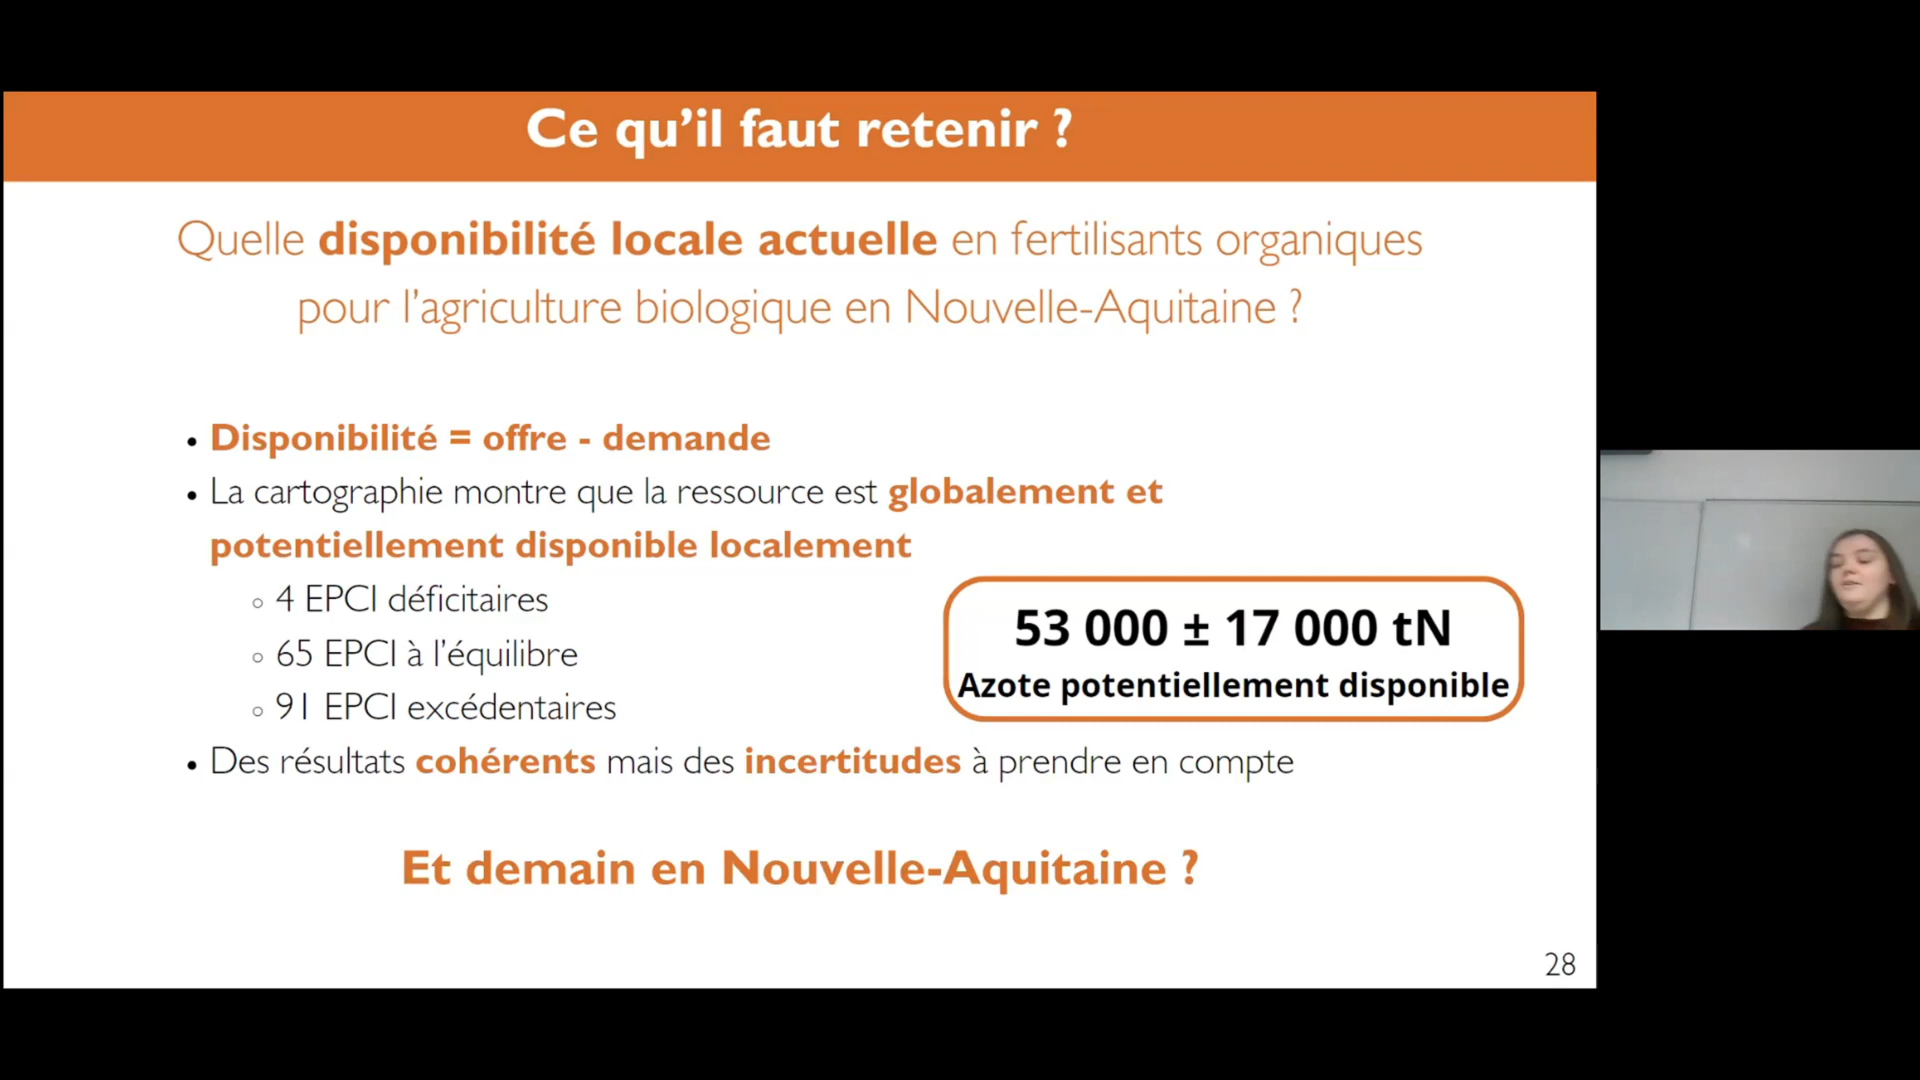 Ce qu’il faut retenir ?
Quelle disponibilité locale actuelle en fertilisants organiques
pour l’agriculture biologique en Nouvelle-Aquitaine ?
• Disponibilité = offre - demande
• La cartographie montre que la ressource est globalement et
potentiellement disponible localement
○ 4 EPCI déficitaires
○ 65 EPCI à l’équilibre
○ 91 EPCI excédentaires
53 000 ± 17 000 tN
Azote potentiellement disponible
• Des résultats cohérents mais des incertitudes à prendre en compte
Et demain en Nouvelle-Aquitaine ?
28